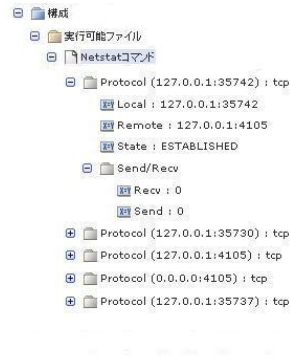 構成
実行可能ファイル
Netstatコマンド
Protocol (127.0.0.1:35742) : tcp
Local : 127.0.0.1:35742
Remote : 127.0.0.1:4105
State : ESTABLISHED
Send/Recv
Recv : 0
Send : 0
Protocol (127.0.0.1:35730) : tcp
Protocol (127.0.0.1:4105) : tcp
Protocol (0.0.0.0:4105) : tcp
Protocol (127.0.0.1:35737) : tcp